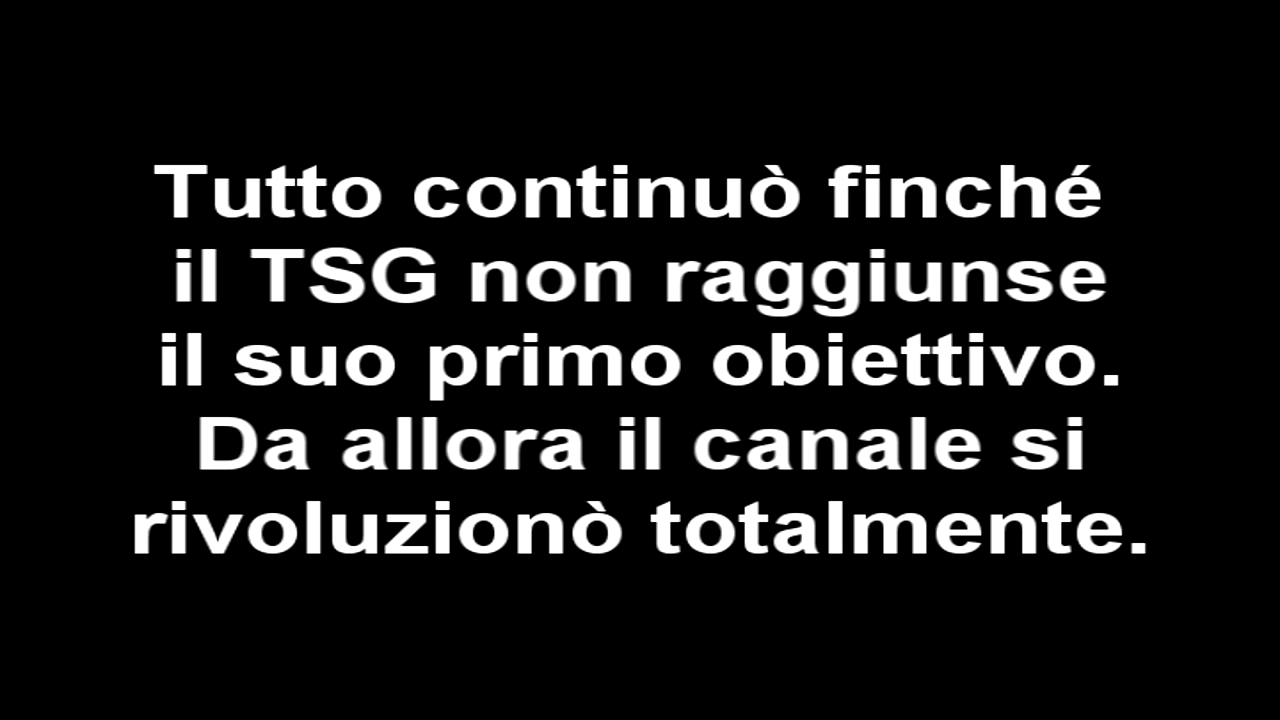 Tutto continuò finché
il TSG non raggiunse
il suo primo obiettivo.
Da allora il canale si
rivoluzionò totalmente.